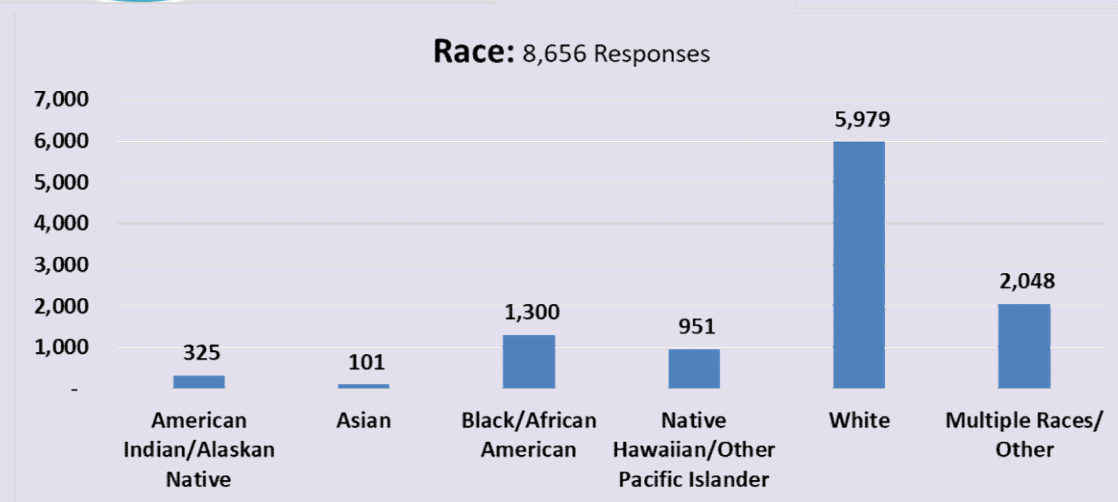 Race: 8,656 Responses
7,000
6,000
5,000
4,000
3,000
2,000
1,000
-
325
101
1,300
951
5,979
2,048
American
Indian/Alaskan
Native
Asian
Black/African
American
Native
Hawaiian/Other
Pacific Islander
White
Multiple Races/
Other